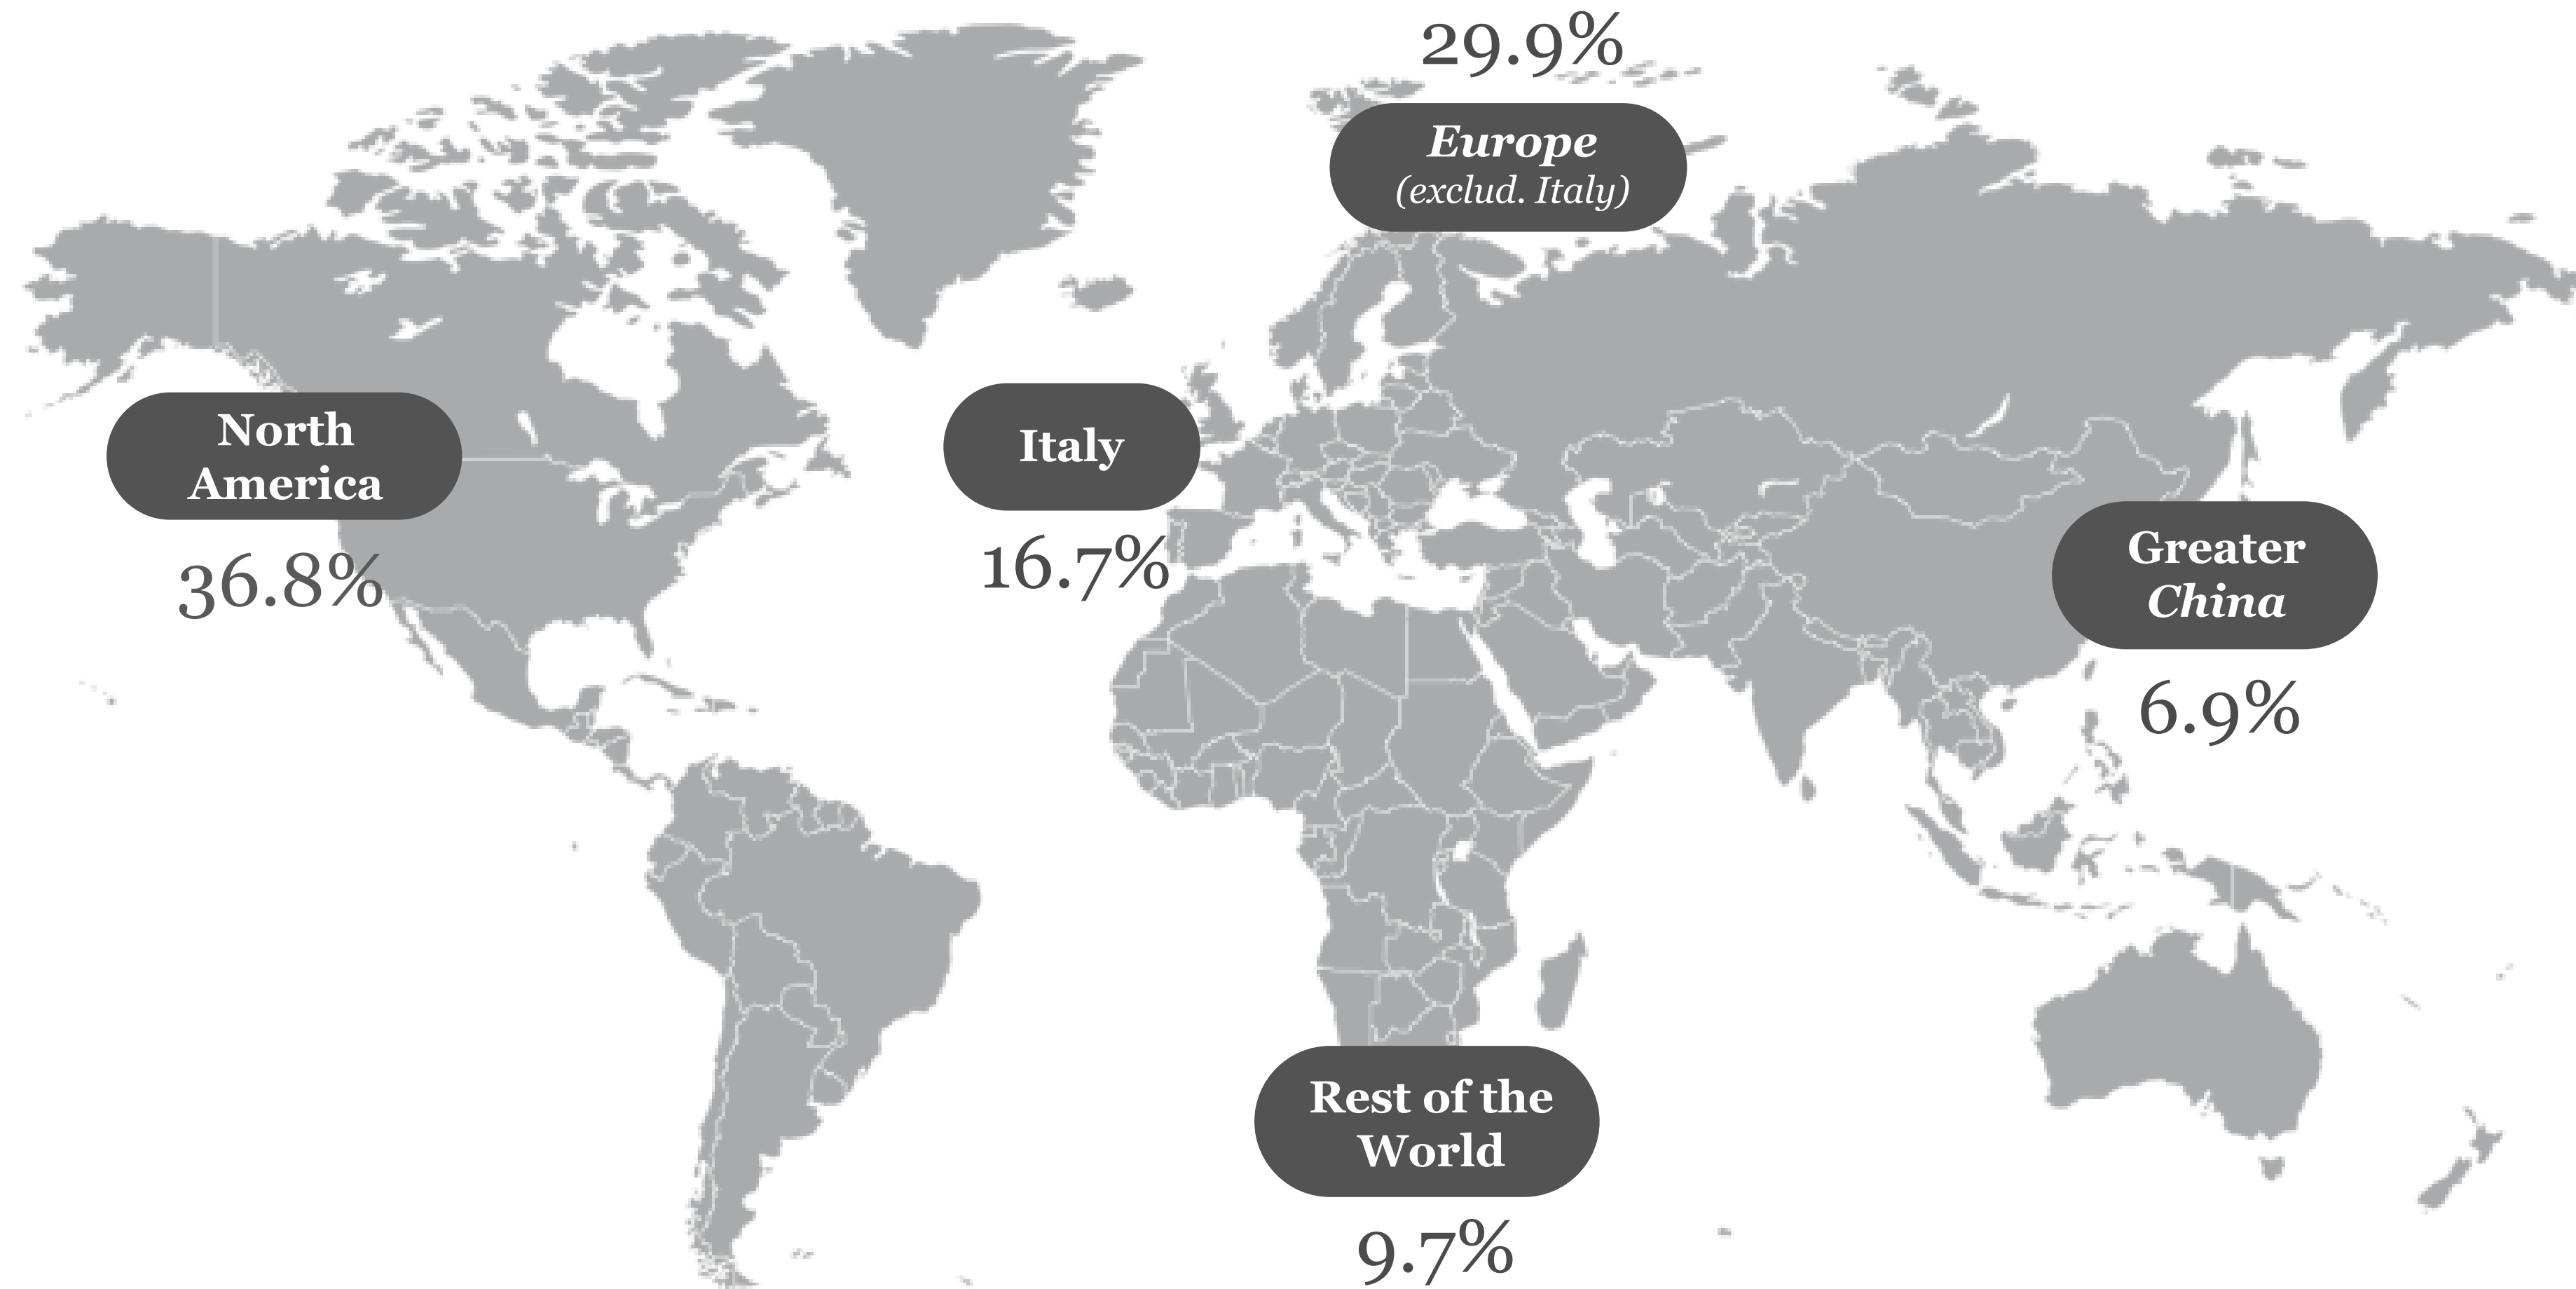 29.9%
Europe
(exclud. Italy)
North
America
36.8%
Italy
16.7%
Greater
China
6.9%
Rest of the
World
9.7%